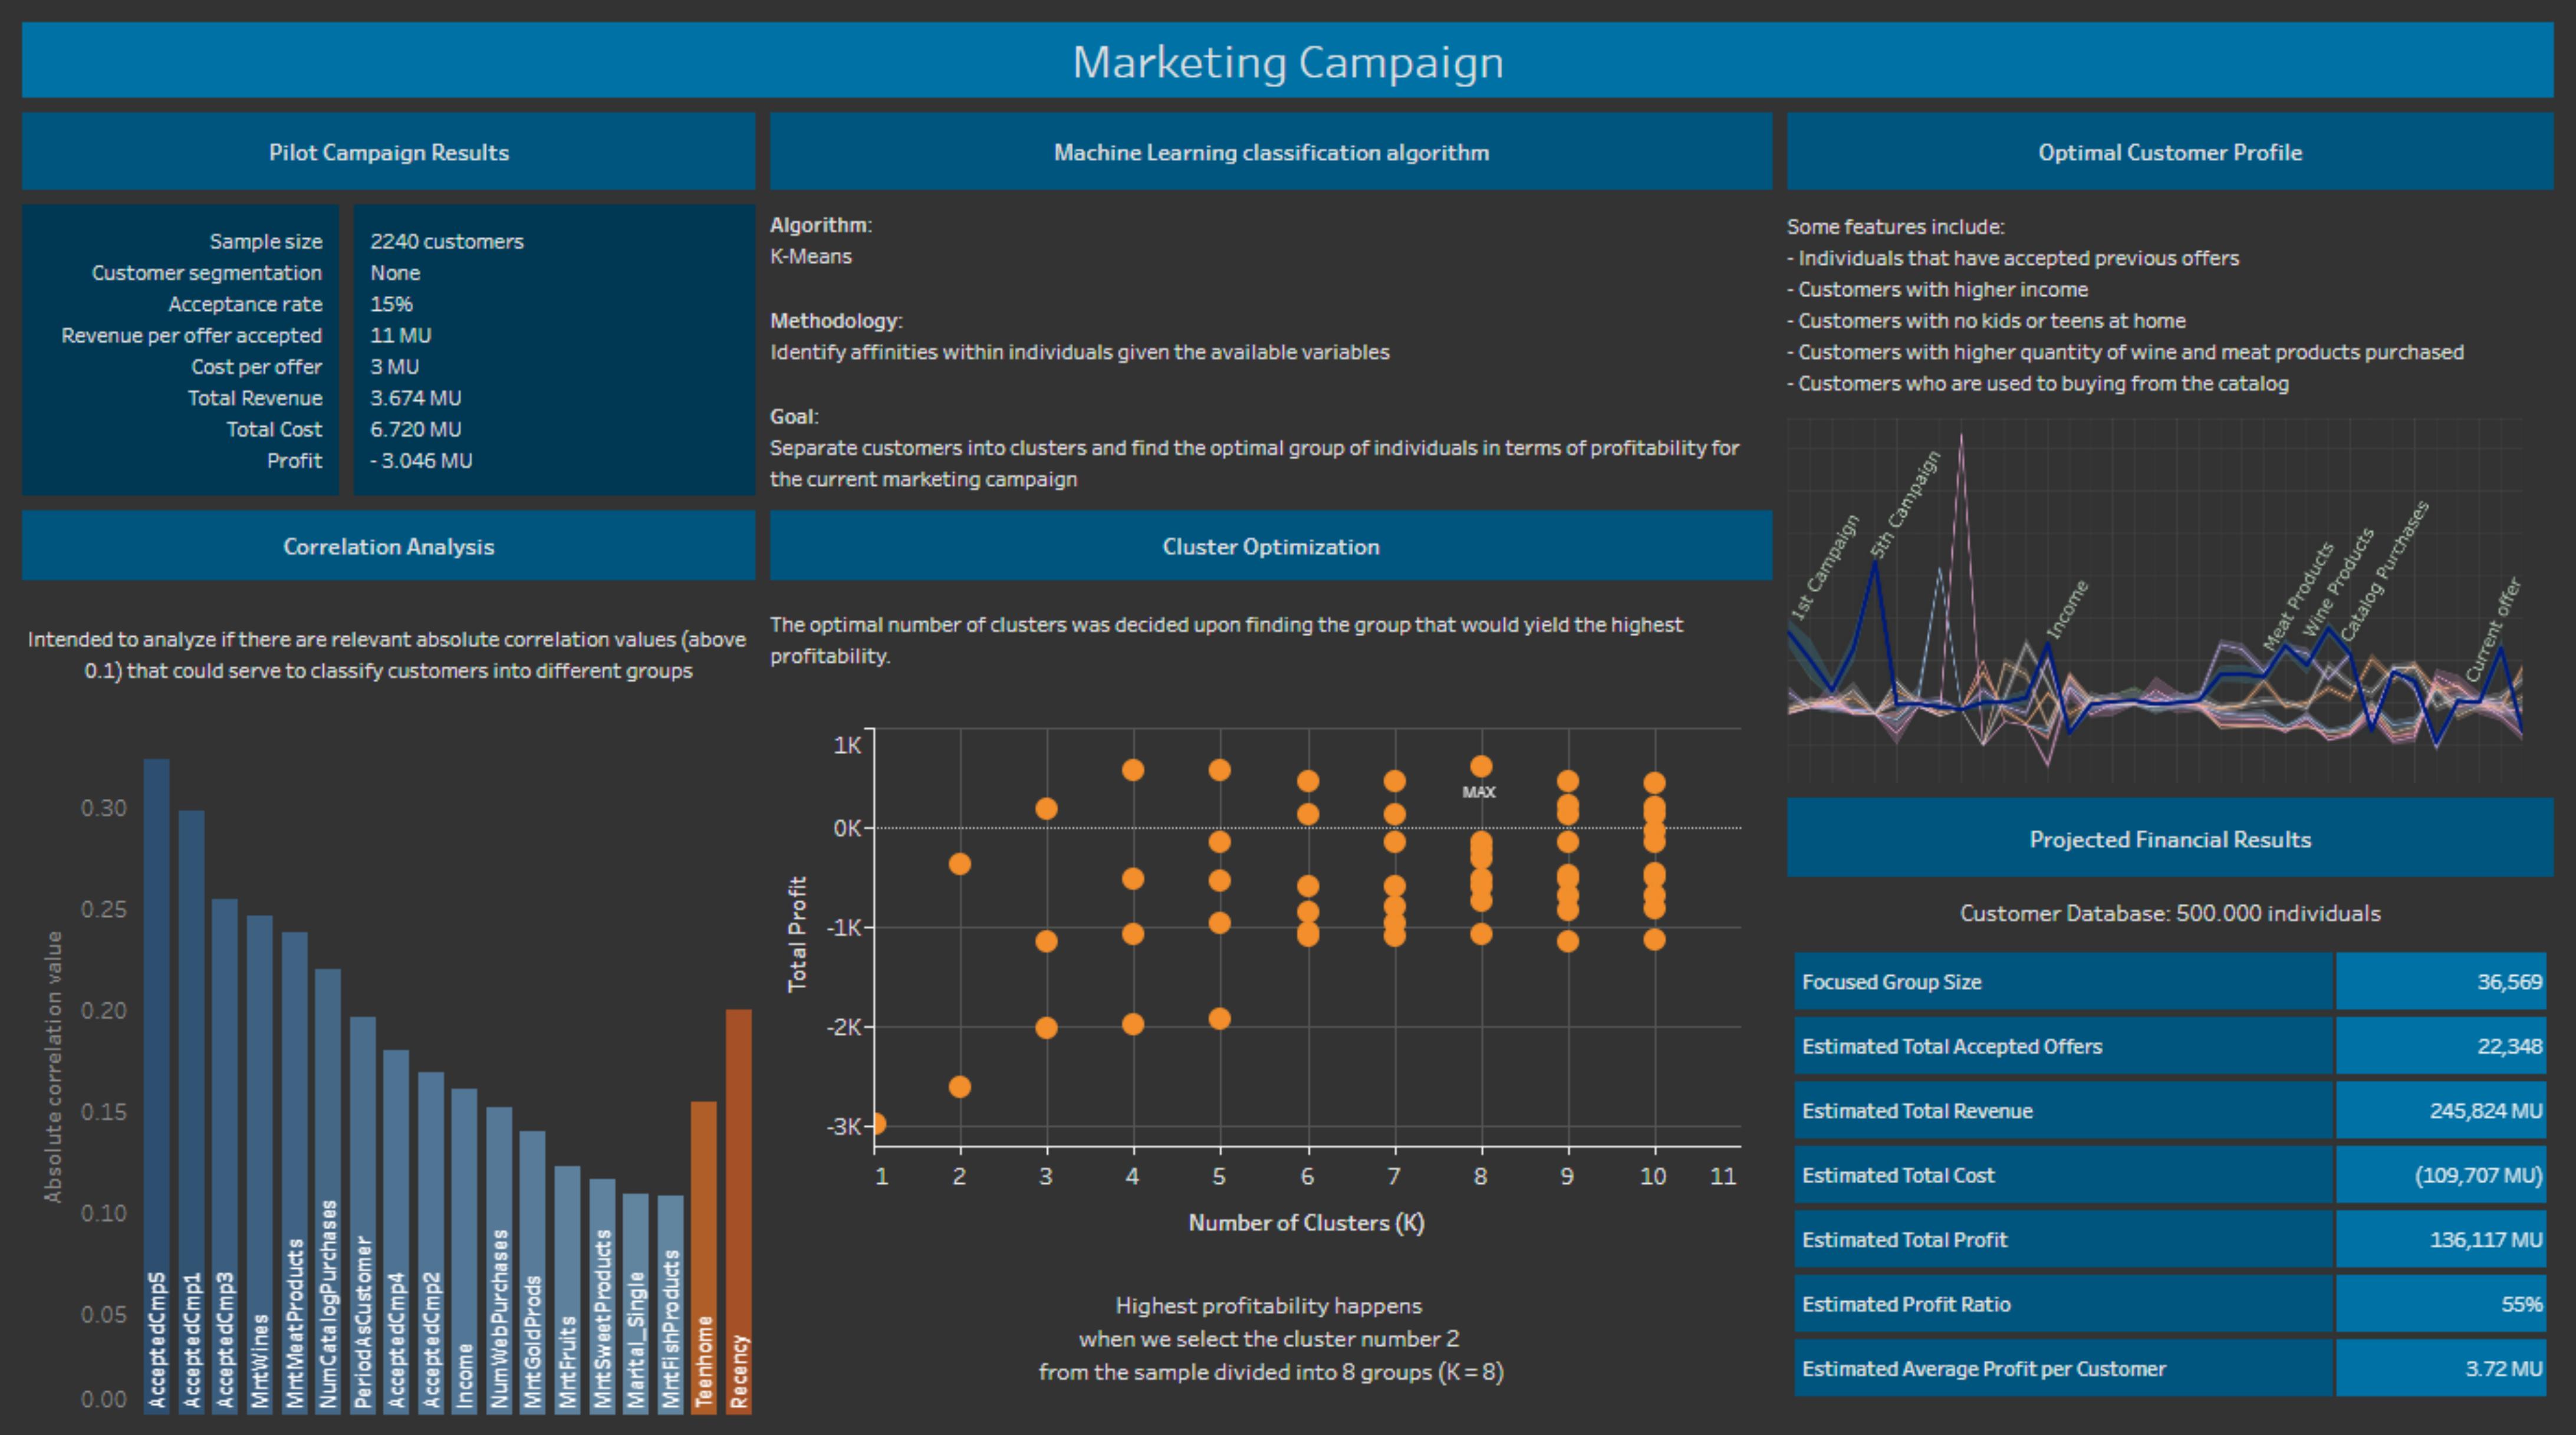 Marketing Campaign
Pilot Campaign Results
Sample size 2240 customers
Customer segmentation None
Acceptance rate 15%
Revenue per offer accepted 11 MU
Cost per offer 3 MU
Total Revenue 3.674 MU
Total Cost 6.720 MU
Profit - 3.046 MU
Correlation Analysis
Intended to analyze if there are relevant absolute correlation values (above
0.1) that could serve to classify customers into different groups
Absolute correlation value
0.30
0.25
0.20
0.15
0.10
0.05
0.00
AcceptedCmp5
AcceptedCmp1
AcceptedCmp3
MntWines
MntMeatProducts
NumCatalogPurchases
PeriodAsCustomer
AcceptedCmp4
AcceptedCmp2
Income
NumWebPurchases
MntGoldProds
MntFruits
MntSweetProducts
Marital_Single
MntFishProducts
Teenhome
Recency
Machine Learning classification algorithm
Algorithm:
K-Means
Methodology:
Identify affinities within individuals given the available variables
Goal:
Separate customers into clusters and find the optimal group of individuals in terms of profitability for
the current marketing campaign
Cluster Optimization
The optimal number of clusters was decided upon finding the group that would yield the highest
profitability.
Total Profit
1K
0K
-1K
-2K
-3K
MAX
1 2 3 4 5 6 7 8 9 10 11
Number of Clusters (K)
Highest profitability happens
when we select the cluster number 2
from the sample divided into 8 groups (K = 8)
Optimal Customer Profile
Some features include:
- Individuals that have accepted previous offers
- Customers with higher income
- Customers with no kids or teens at home
- Customers with higher quantity of wine and meat products purchased
- Customers who are used to buying from the catalog
1st Campaign
5th Campaign
Income
Meat Products
Wine Products
Catalog Purchases
Current offer
Projected Financial Results
Customer Database: 500.000 individuals
Focused Group Size 36,569
Estimated Total Accepted Offers 22,348
Estimated Total Revenue 245,824 MU
Estimated Total Cost (109,707 MU)
Estimated Total Profit 136,117 MU
Estimated Profit Ratio 55%
Estimated Average Profit per Customer 3.72 MU